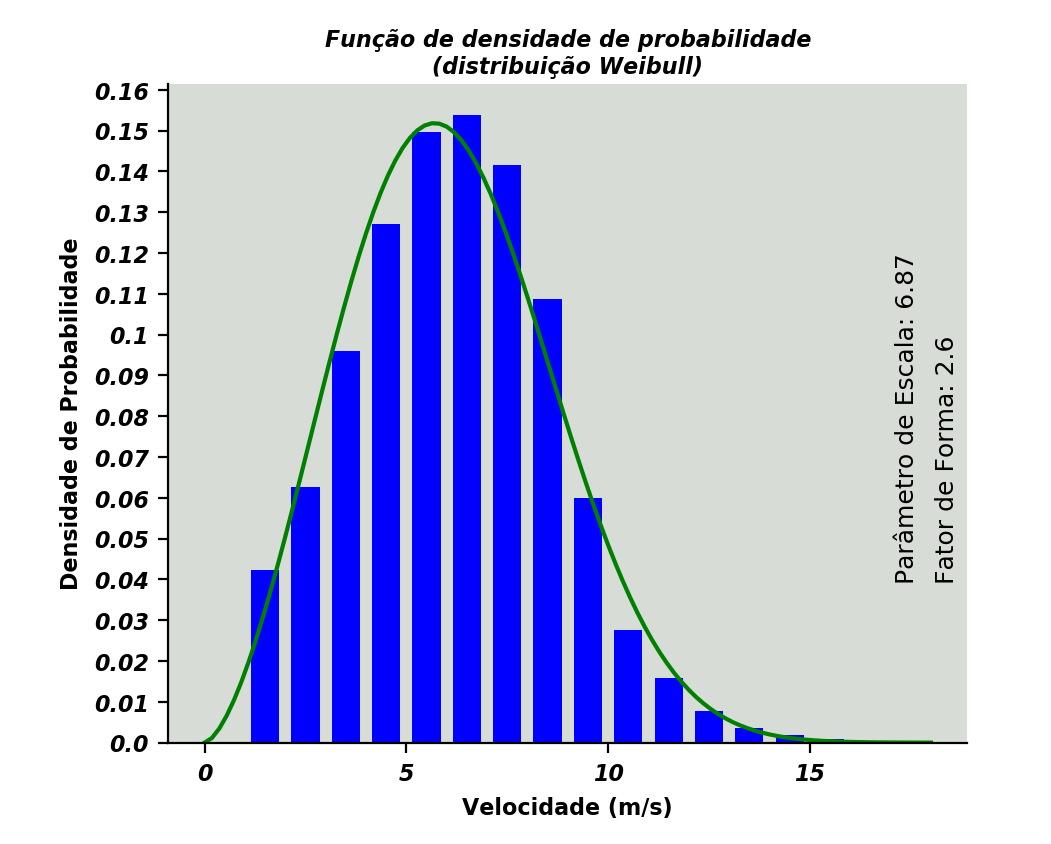 Função de densidade de probabilidade
(distribuição Weibull)
0.16
0.15
0.14
0.13
0.12
0.11
0.1
0.09
0.08
0.07
0.06
0.05
0.04
0.03
0.02
0.01
0.0
Densidade de Probabilidade
0 5 10 15
Velocidade (m/s)
Parâmetro de Escala: 6.87
Fator de Forma: 2.6